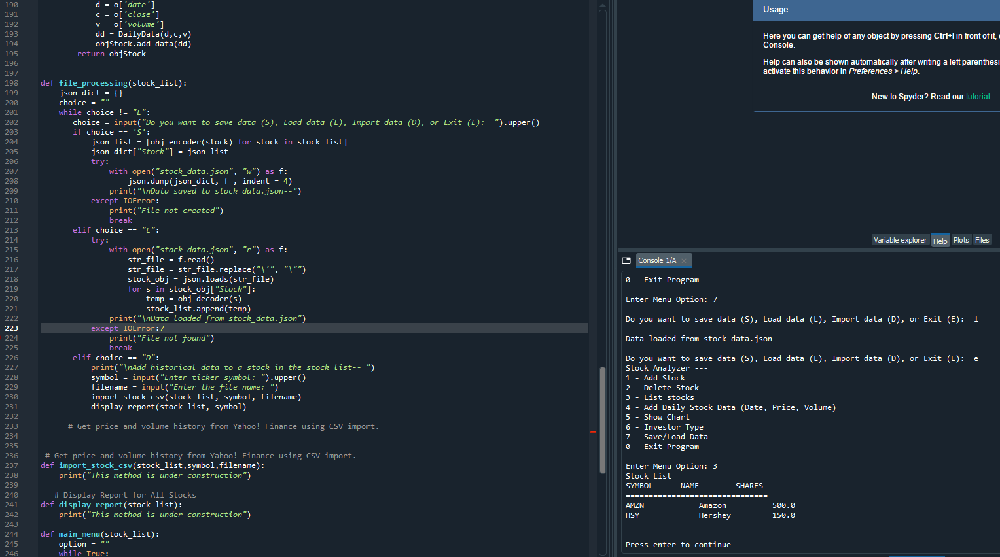 190 d = o['date']
191 c = o['close']
192 v = o['volume']
193 dd = DailyData(d,c,v)
194 objStock.add_data(dd)
195 return objStock
196
197
198 def file_processing(stock_list):
199 json_dict = {}
200 choice = ""
201 while choice != "E":
202 choice = input("Do you want to save data (S), Load data (L), Import data (D), or Exit (E):  ").upper()
203 if choice == 'S':
204 json_list = [obj_encoder(stock) for stock in stock_list]
205 json_dict["Stock"] = json_list
206 try:
207 with open("stock_data.json", "w") as f:
208 json.dump(json_dict, f , indent = 4)
209 print("\nData saved to stock_data.json--")
210 except IOError:
211 print("File not created")
212 break
213 elif choice == "L":
214 try:
215 with open("stock_data.json", "r") as f:
216 str_file = f.read()
217 str_file = str_file.replace("\'", "\"")
218 stock_obj = json.loads(str_file)
219 for s in stock_obj["Stock"]:
220 temp = obj_decoder(s)
221 stock_list.append(temp)
222 print("\nData loaded from stock_data.json")
223 except IOError:7
224 print("File not found")
225 break
226 elif choice == "D":
227 print("\nAdd historical data to a stock in the stock list-- ")
228 symbol = input("Enter ticker symbol: ").upper()
229 filename = input("Enter the file name: ")
230 import_stock_csv(stock_list, symbol, filename)
231 display_report(stock_list, symbol)
232
233 # Get price and volume history from Yahoo! Finance using CSV import.
234
235
236 # Get price and volume history from Yahoo! Finance using CSV import.
237 def import_stock_csv(stock_list,symbol,filename):
238 print("This method is under construction")
239
240 # Display Report for All Stocks
241 def display_report(stock_list):
242 print("This method is under construction")
243
244 def main_menu(stock_list):
245 option = ""
246 while True:
Usage
Here you can get help of any object by pressing Ctrl+I in front of it,
Console.
Help can also be shown automatically after writing a left parenthesi
activate this behavior in Preferences > Help.
New to Spyder? Read our tutorial
Variable explorer Help Plots Files
Console 1/A
0 - Exit Program
Enter Menu Option: 7
Do you want to save data (S), Load data (L), Import data (D), or Exit (E):  l
Data loaded from stock_data.json
Do you want to save data (S), Load data (L), Import data (D), or Exit (E):  e
Stock Analyzer ---
1 - Add Stock
2 - Delete Stock
3 - List stocks
4 - Add Daily Stock Data (Date, Price, Volume)
5 - Show Chart
6 - Investor Type
7 - Save/Load Data
0 - Exit Program
Enter Menu Option: 3
Stock List
SYMBOL NAME SHARES
===============================
AMZN Amazon 500.0
HSY Hershey 150.0
Press enter to continue